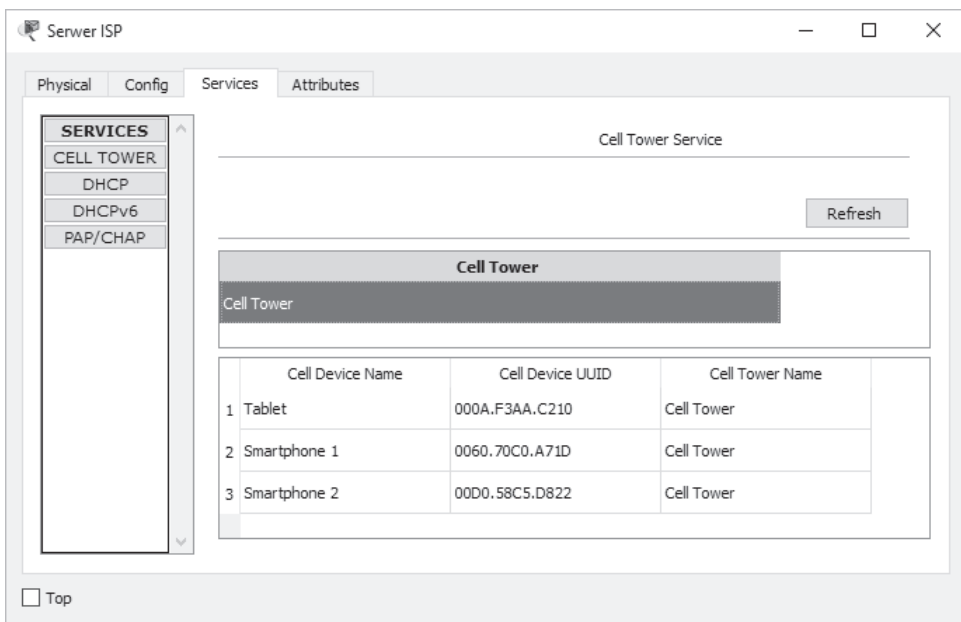 Serwer ISP
Physical Config Services Attributes
SERVICES
CELL TOWER
DHCP
DHCPv6
PAP/CHAP
Cell Tower Service
Refresh
Cell Tower
Cell Tower
Cell Device Name Cell Device UUID Cell Tower Name
1 Tablet 000A.F3AA.C210 Cell Tower
2 Smartphone 1 0060.70C0.A71D Cell Tower
3 Smartphone 2 00D0.58C5.D822 Cell Tower
Top